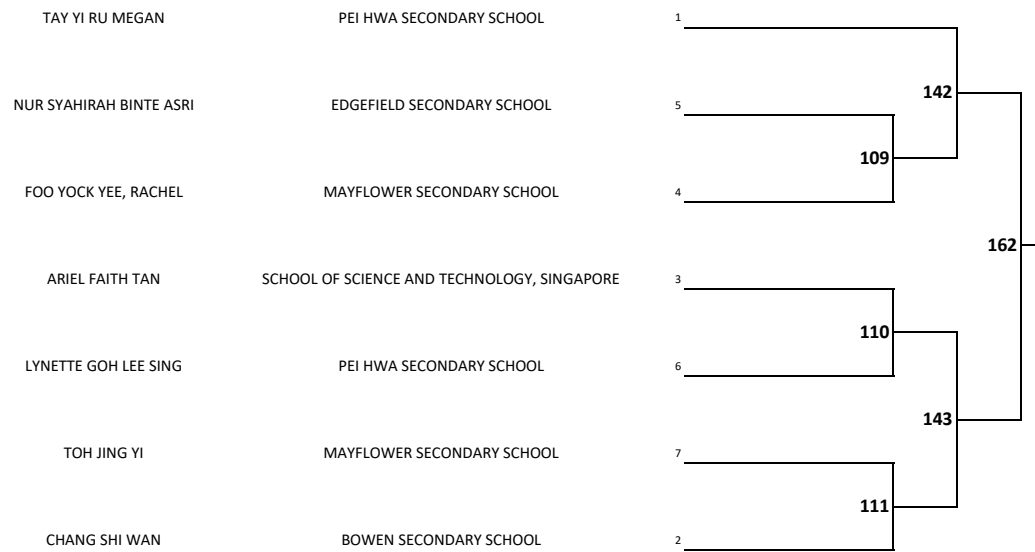 TAY YI RU MEGAN PEI HWA SECONDARY SCHOOL 1
142
NUR SYAHIRAH BINTE ASRI EDGEFIELD SECONDARY SCHOOL 5
109
FOO YOCK YEE, RACHEL MAYFLOWER SECONDARY SCHOOL 4
162
ARIEL FAITH TAN SCHOOL OF SCIENCE AND TECHNOLOGY, SINGAPORE 3
110
LYNETTE GOH LEE SING PEI HWA SECONDARY SCHOOL 6
143
TOH JING YI MAYFLOWER SECONDARY SCHOOL 7
111
CHANG SHI WAN BOWEN SECONDARY SCHOOL 2